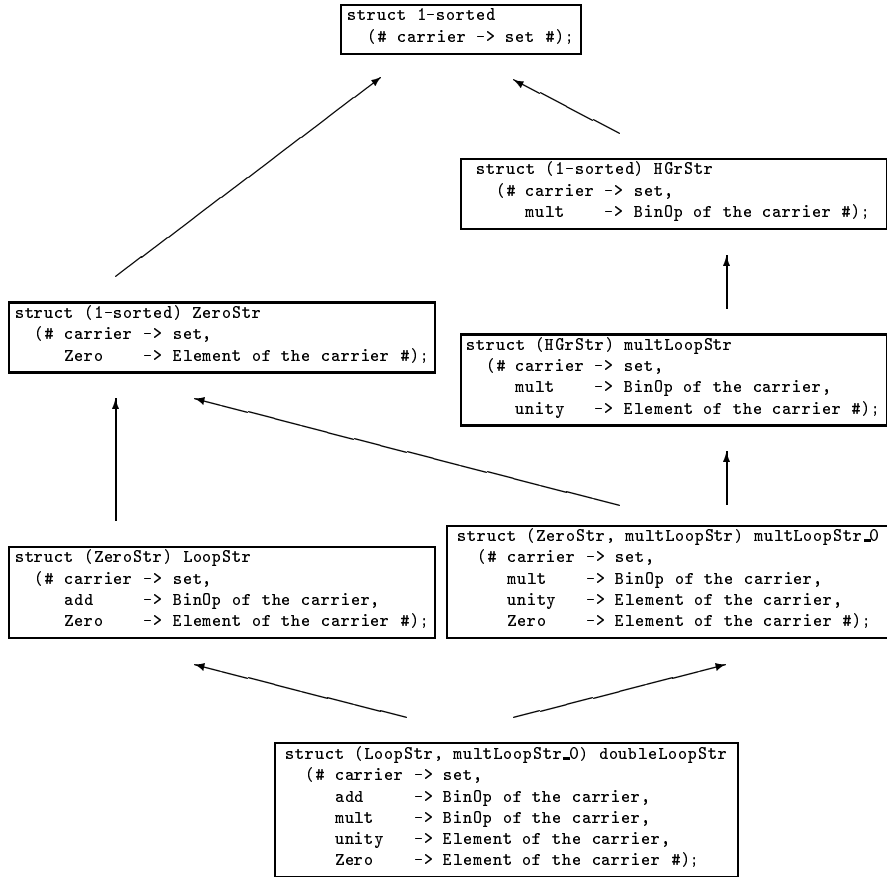 struct 1-sorted
(# carrier -> set #);
struct (1-sorted) HGrStr
(# carrier -> set,
mult -> BinOp of the carrier #);
struct (1-sorted) ZeroStr
(# carrier -> set,
Zero -> Element of the carrier #);
struct (HGrStr) multLoopStr
(# carrier -> set,
mult -> BinOp of the carrier,
unity -> Element of the carrier #);
struct (ZeroStr) LoopStr
(# carrier -> set,
add -> BinOp of the carrier,
Zero -> Element of the carrier #);
struct (ZeroStr, multLoopStr) multLoopStr_0
(# carrier -> set,
mult -> BinOp of the carrier,
unity -> Element of the carrier,
Zero -> Element of the carrier #);
struct (LoopStr, multLoopStr_0) doubleLoopStr
(# carrier -> set,
add -> BinOp of the carrier,
mult -> BinOp of the carrier,
unity -> Element of the carrier,
Zero -> Element of the carrier #);